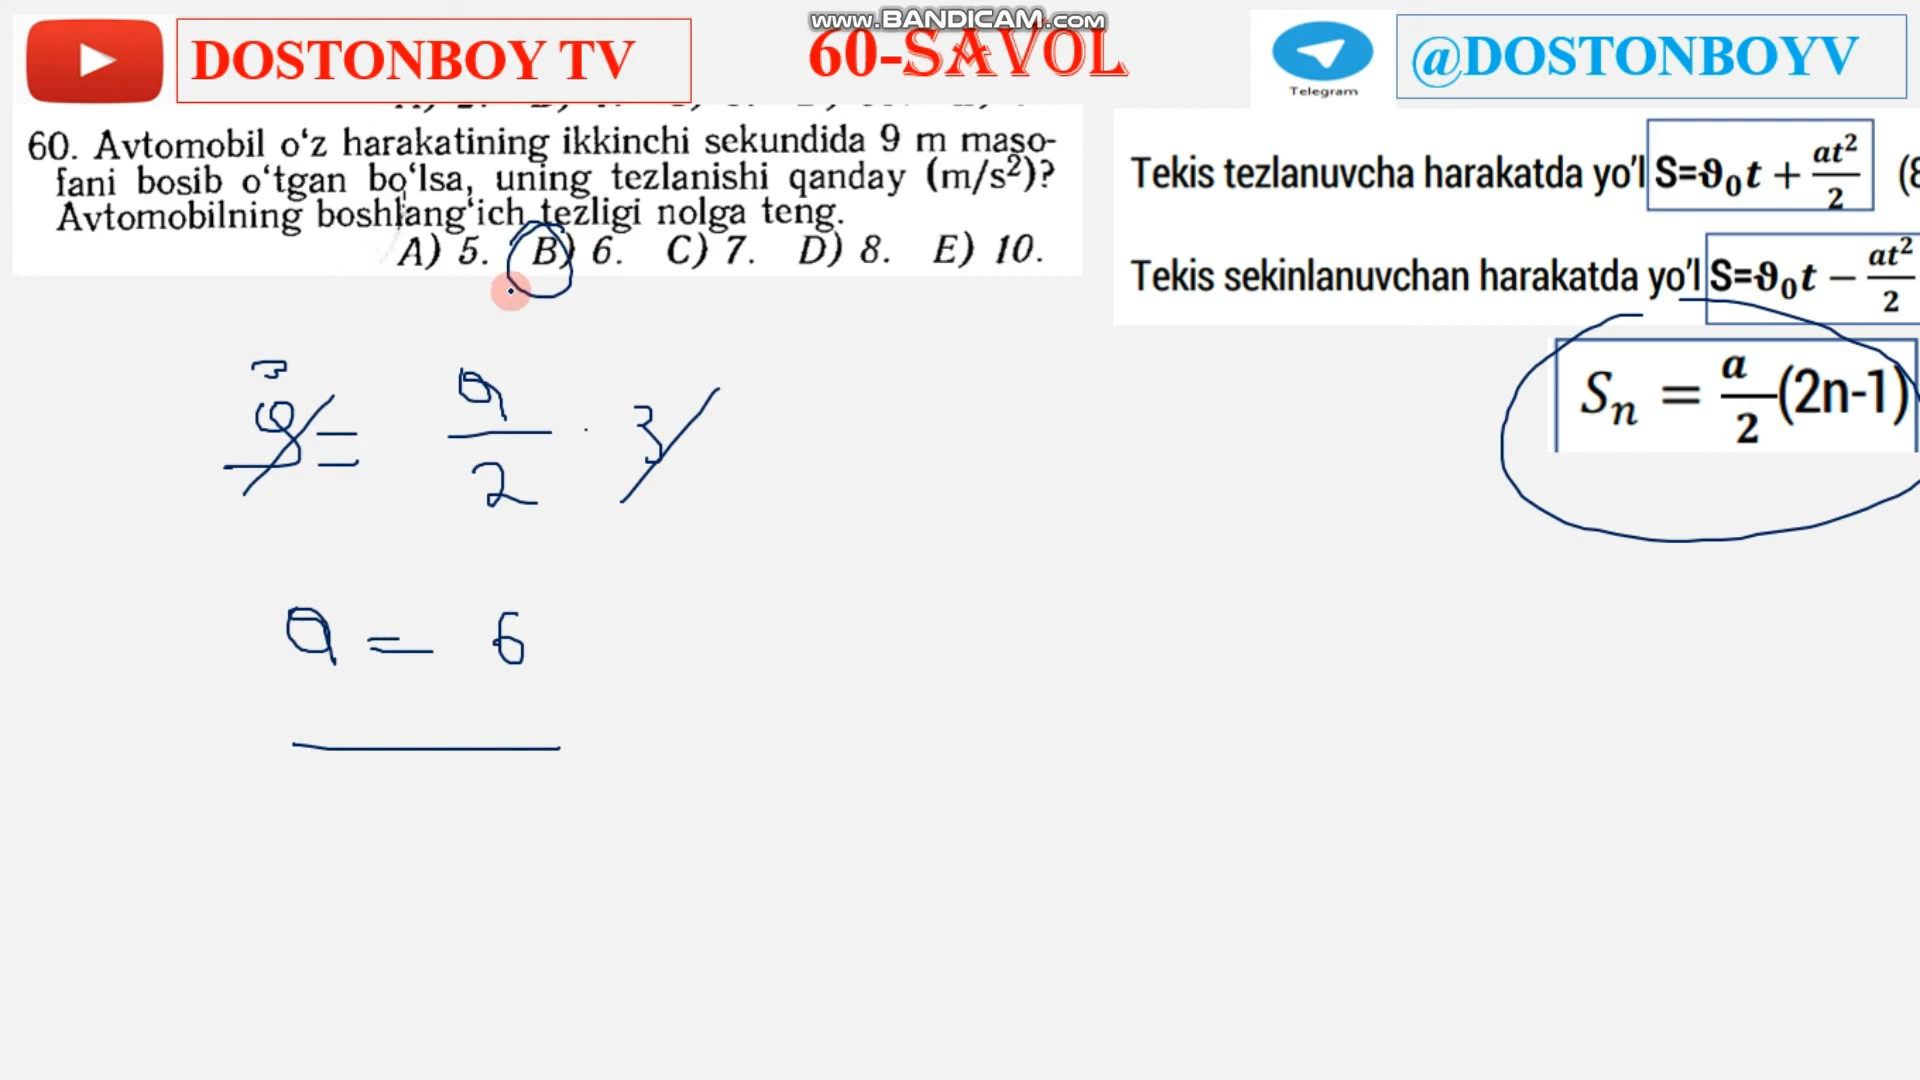 www.BANDICAM.com
DOSTONBOY TV
60-SAVOL
Telegram
@DOSTONBOYV
60. Avtomobil o‘z harakatining ikkinchi sekundida 9 m maso-
fani bosib o‘tgan bo‘lsa, uning tezlanishi qanday (m/s²)?
Avtomobilning boshlang‘ich tezligi nolga teng.
A) 5. B) 6. C) 7. D) 8. E) 10.
Tekis tezlanuvcha harakatda yo'l S=ϑ₀t + at²/2 (8
Tekis sekinlanuvchan harakatda yo'l S=ϑ₀t − at²/2
Sₙ = a/2 (2n-1)
3
9 = a/2 · 3
a = 6